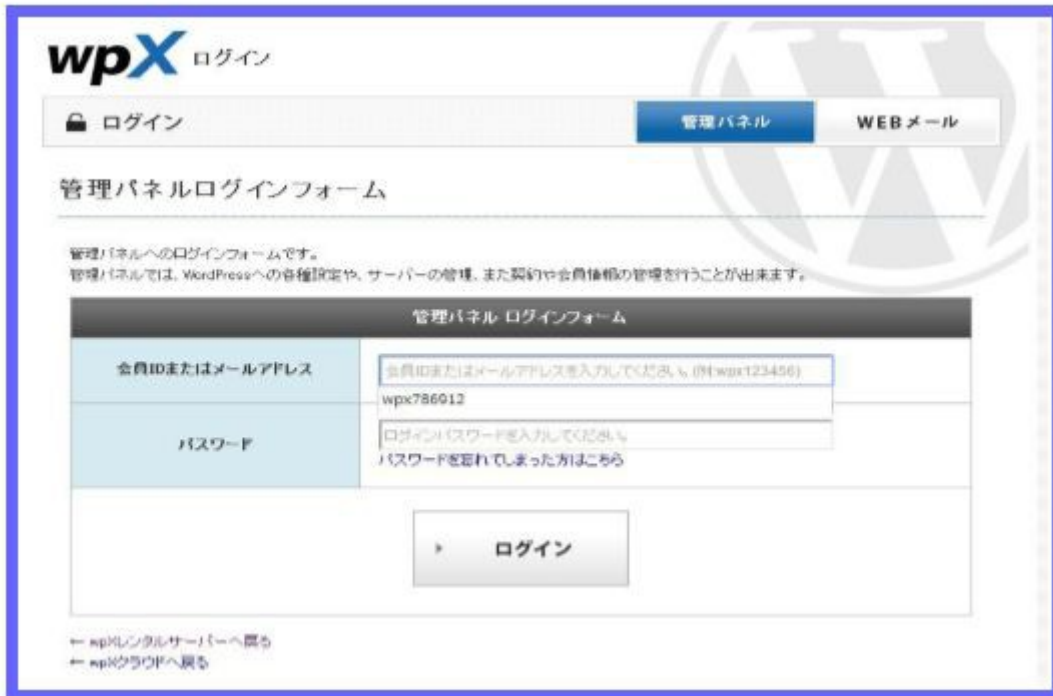 wpX ログイン
ログイン
管理パネル
WEBメール
管理パネルログインフォーム
管理パネルへのログインフォームです。
管理パネルでは、WordPressへの各種設定や、サーバーの管理、また契約や会員情報の管理を行うことが出来ます。
管理パネル ログインフォーム
会員IDまたはメールアドレス
会員IDまたはメールアドレスを入力してください。(例:wpx123456)
wpx786912
パスワード
ログインパスワードを入力してください。
パスワードを忘れてしまった方はこちら
ログイン
← wpXレンタルサーバーへ戻る
← wpXクラウドへ戻る